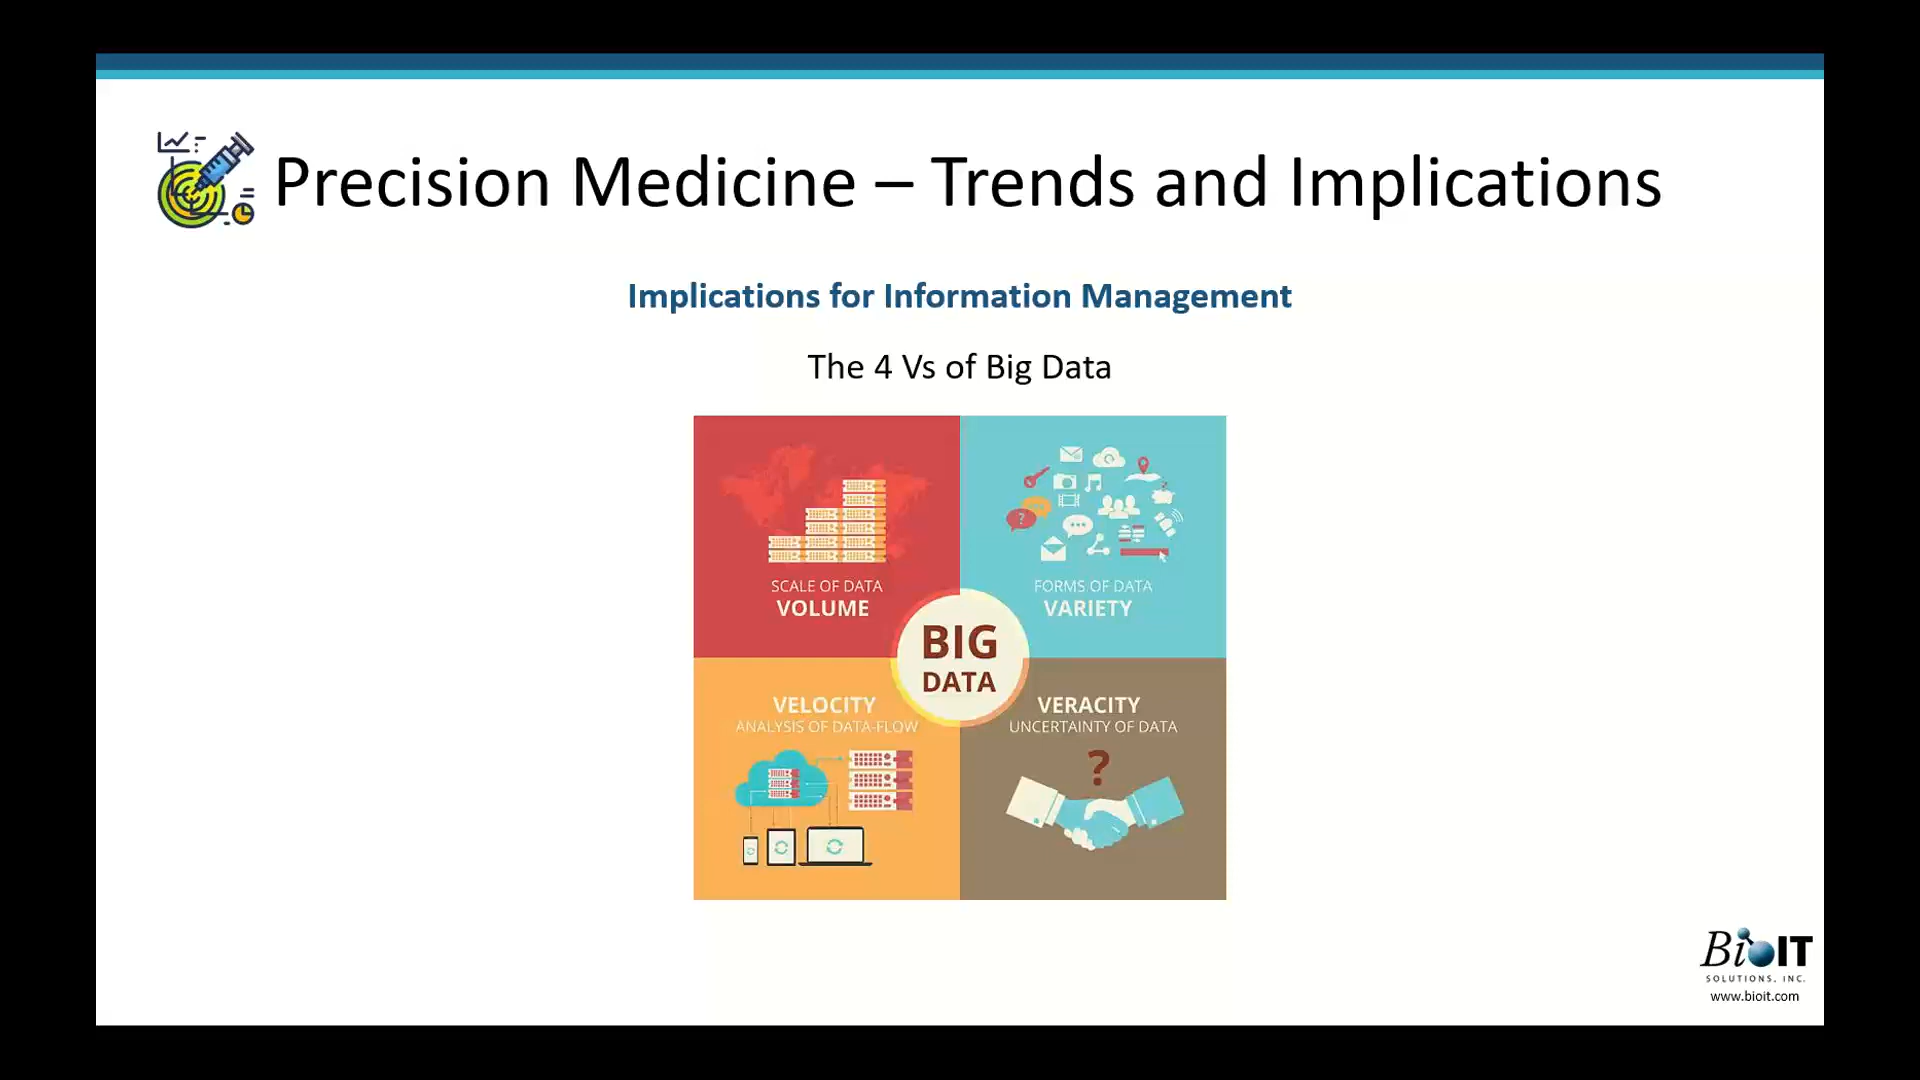 Precision Medicine – Trends and Implications
Implications for Information Management
The 4 Vs of Big Data
SCALE OF DATA
VOLUME
FORMS OF DATA
VARIETY
BIG
DATA
VELOCITY
ANALYSIS OF DATA-FLOW
VERACITY
UNCERTAINTY OF DATA
?
?
BioIT
SOLUTIONS, INC.
www.bioit.com